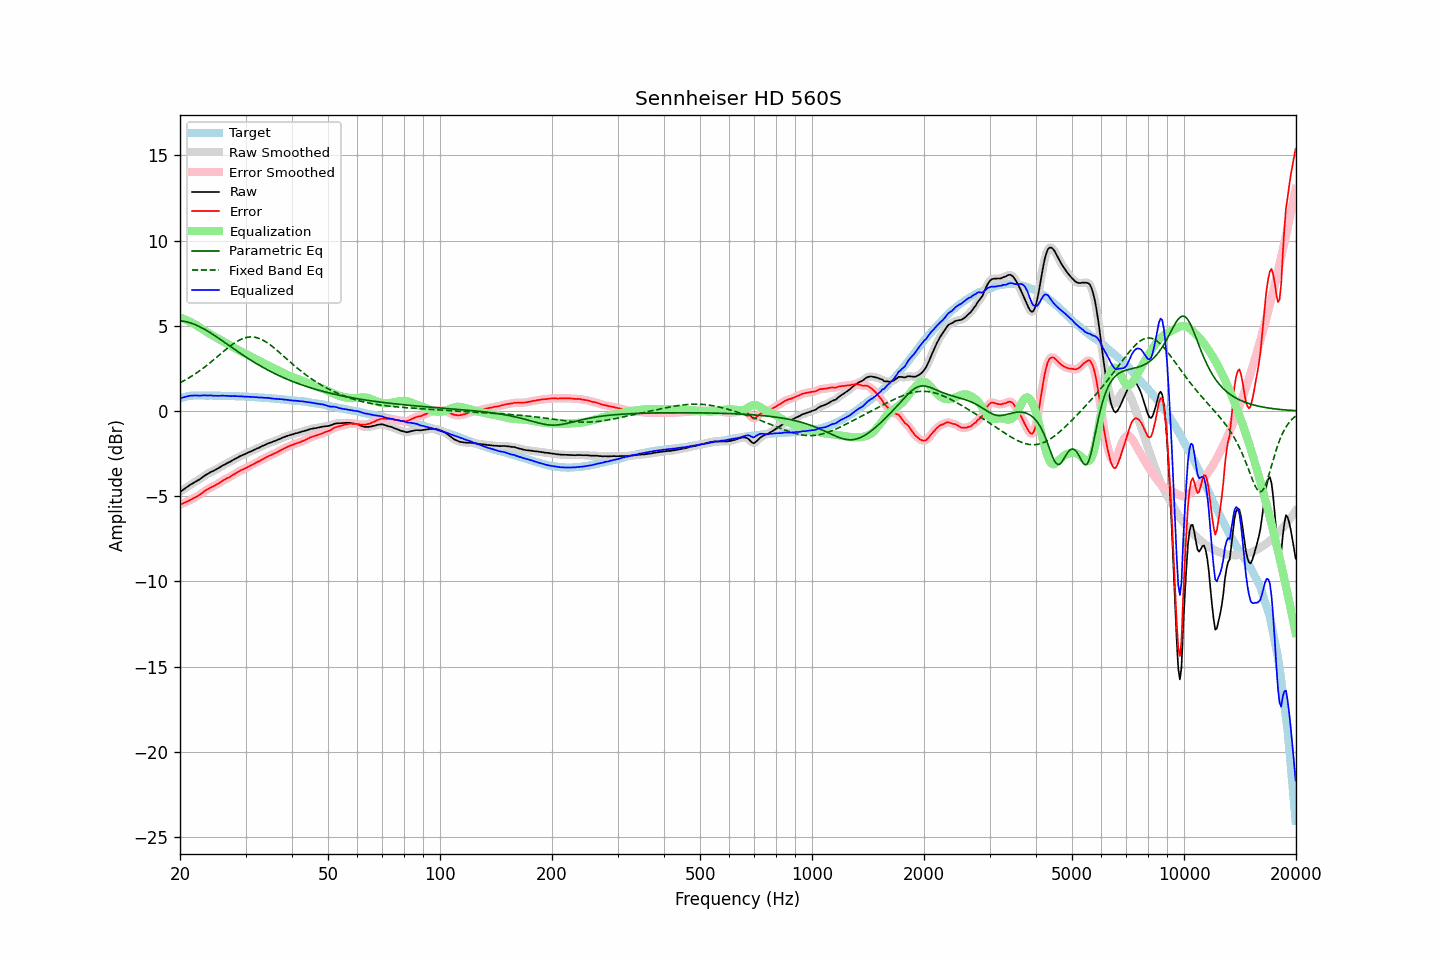 Sennheiser HD 560S
Target
Raw Smoothed
Error Smoothed
Raw
Error
Equalization
Parametric Eq
Fixed Band Eq
Equalized
15
10
5
0
−5
−10
−15
−20
−25
Amplitude (dBr)
20 50 100 200 500 1000 2000 5000 10000 20000
Frequency (Hz)